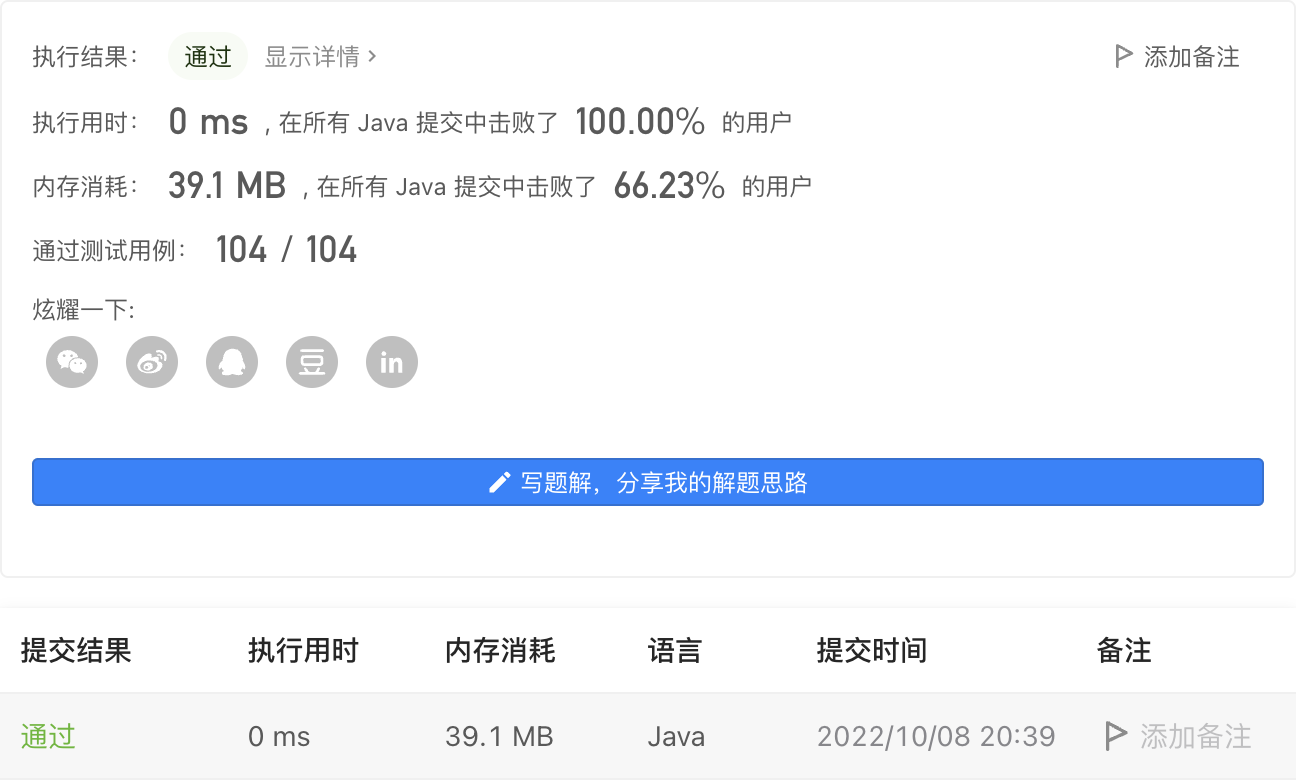 执行结果： 通过 显示详情 > 添加备注
执行用时： 0 ms ，在所有 Java 提交中击败了 100.00% 的用户
内存消耗： 39.1 MB ，在所有 Java 提交中击败了 66.23% 的用户
通过测试用例： 104 / 104
炫耀一下:
豆 in
写题解，分享我的解题思路
提交结果 执行用时 内存消耗 语言 提交时间 备注
通过 0 ms 39.1 MB Java 2022/10/08 20:39 添加备注